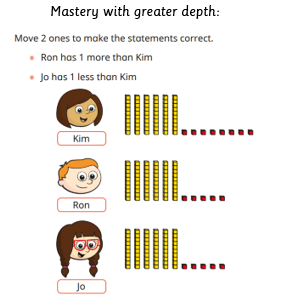 Mastery with greater depth:
Move 2 ones to make the statements correct.
Ron has 1 more than Kim
Jo has 1 less than Kim
Kim
Ron
Jo